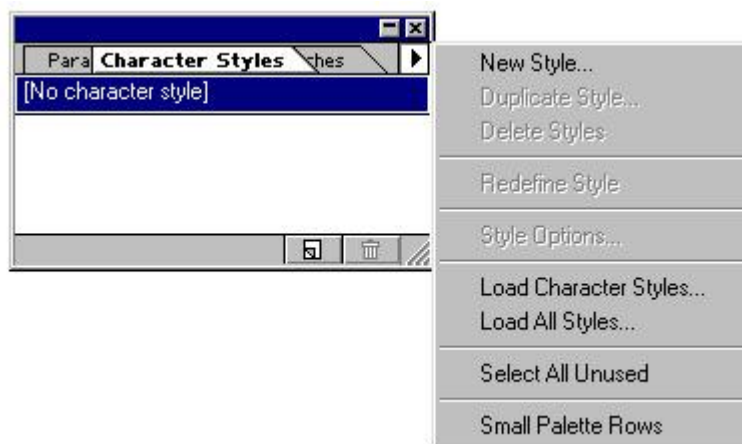 Para Character Styles ches
[No character style]
New Style...
Duplicate Style...
Delete Styles
Redefine Style
Style Options...
Load Character Styles...
Load All Styles...
Select All Unused
Small Palette Rows